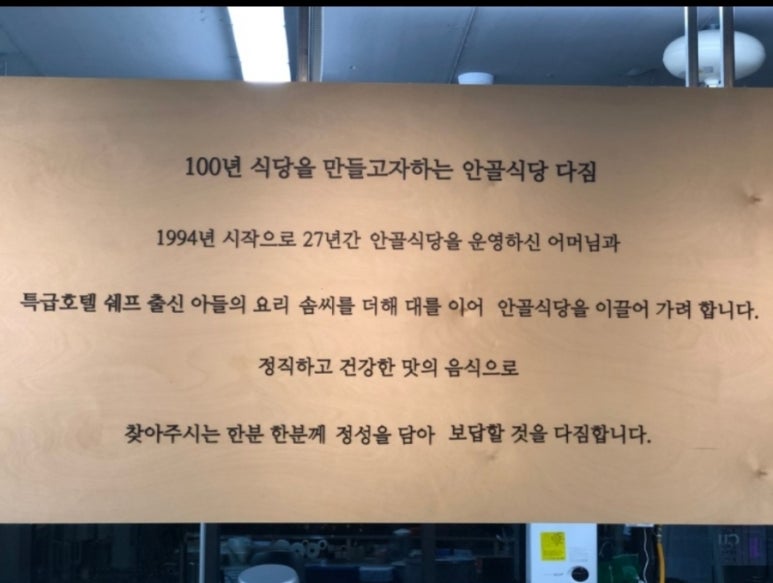 100년 식당을 만들고자하는 안골식당 다짐
1994년 시작으로 27년간 안골식당을 운영하신 어머님과
특급호텔 쉐프 출신 아들의 요리 솜씨를 더해 대를 이어 안골식당을 이끌어 가려 합니다.
정직하고 건강한 맛의 음식으로
찾아주시는 한분 한분께 정성을 담아 보답할 것을 다짐합니다.